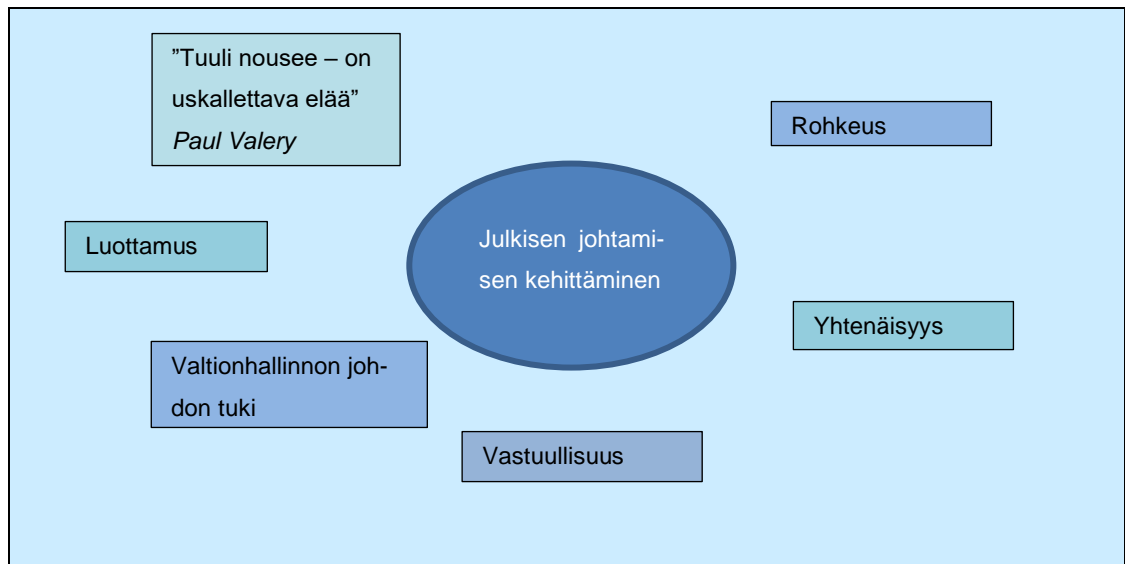 ”Tuuli nousee – on
uskallettava elää”
Paul Valery
Rohkeus
Luottamus
Julkisen johtami-
sen kehittäminen
Yhtenäisyys
Valtionhallinnon joh-
don tuki
Vastuullisuus